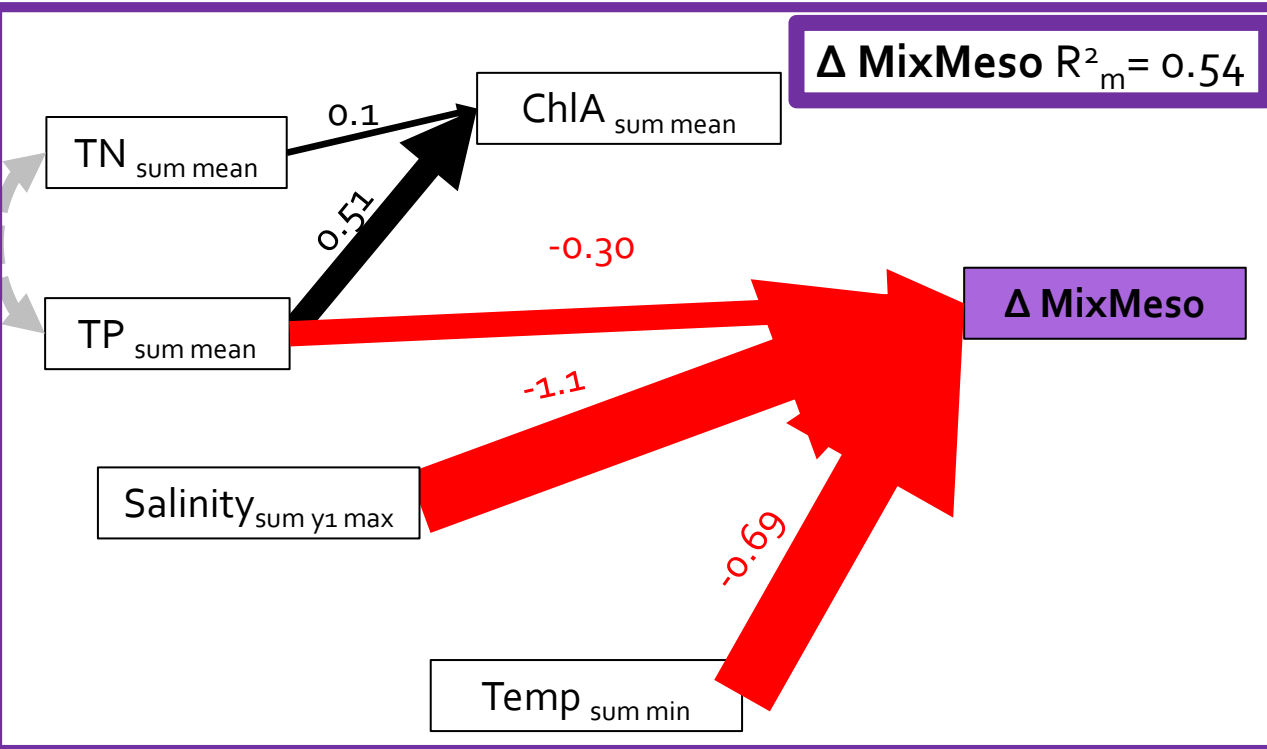 Δ MixMeso R²m= 0.54
ChlA sum mean
0.1
TN sum mean
0.51
-0.30
Δ MixMeso
TP sum mean
-1.1
Salinity sum y1 max
-0.69
Temp sum min